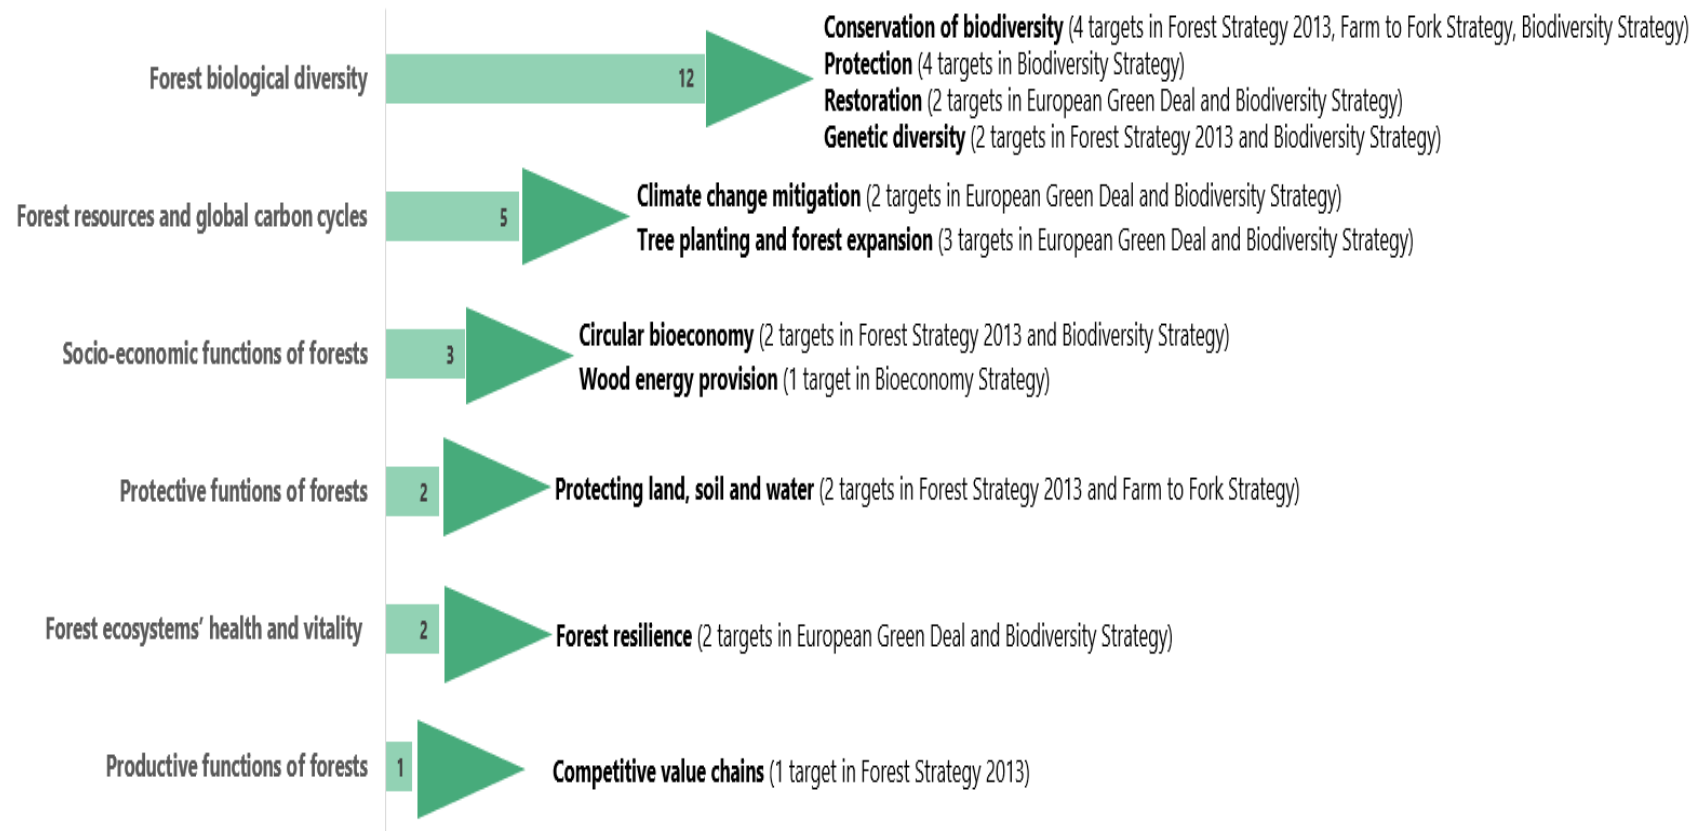 Forest biological diversity
12
Conservation of biodiversity (4 targets in Forest Strategy 2013, Farm to Fork Strategy, Biodiversity Strategy)
Protection (4 targets in Biodiversity Strategy)
Restoration (2 targets in European Green Deal and Biodiversity Strategy)
Genetic diversity (2 targets in Forest Strategy 2013 and Biodiversity Strategy)
Forest resources and global carbon cycles
5
Climate change mitigation (2 targets in European Green Deal and Biodiversity Strategy)
Tree planting and forest expansion (3 targets in European Green Deal and Biodiversity Strategy)
Socio-economic functions of forests
3
Circular bioeconomy (2 targets in Forest Strategy 2013 and Biodiversity Strategy)
Wood energy provision (1 target in Bioeconomy Strategy)
Protective funtions of forests
2
Protecting land, soil and water (2 targets in Forest Strategy 2013 and Farm to Fork Strategy)
Forest ecosystems’ health and vitality
2
Forest resilience (2 targets in European Green Deal and Biodiversity Strategy)
Productive functions of forests
1
Competitive value chains (1 target in Forest Strategy 2013)